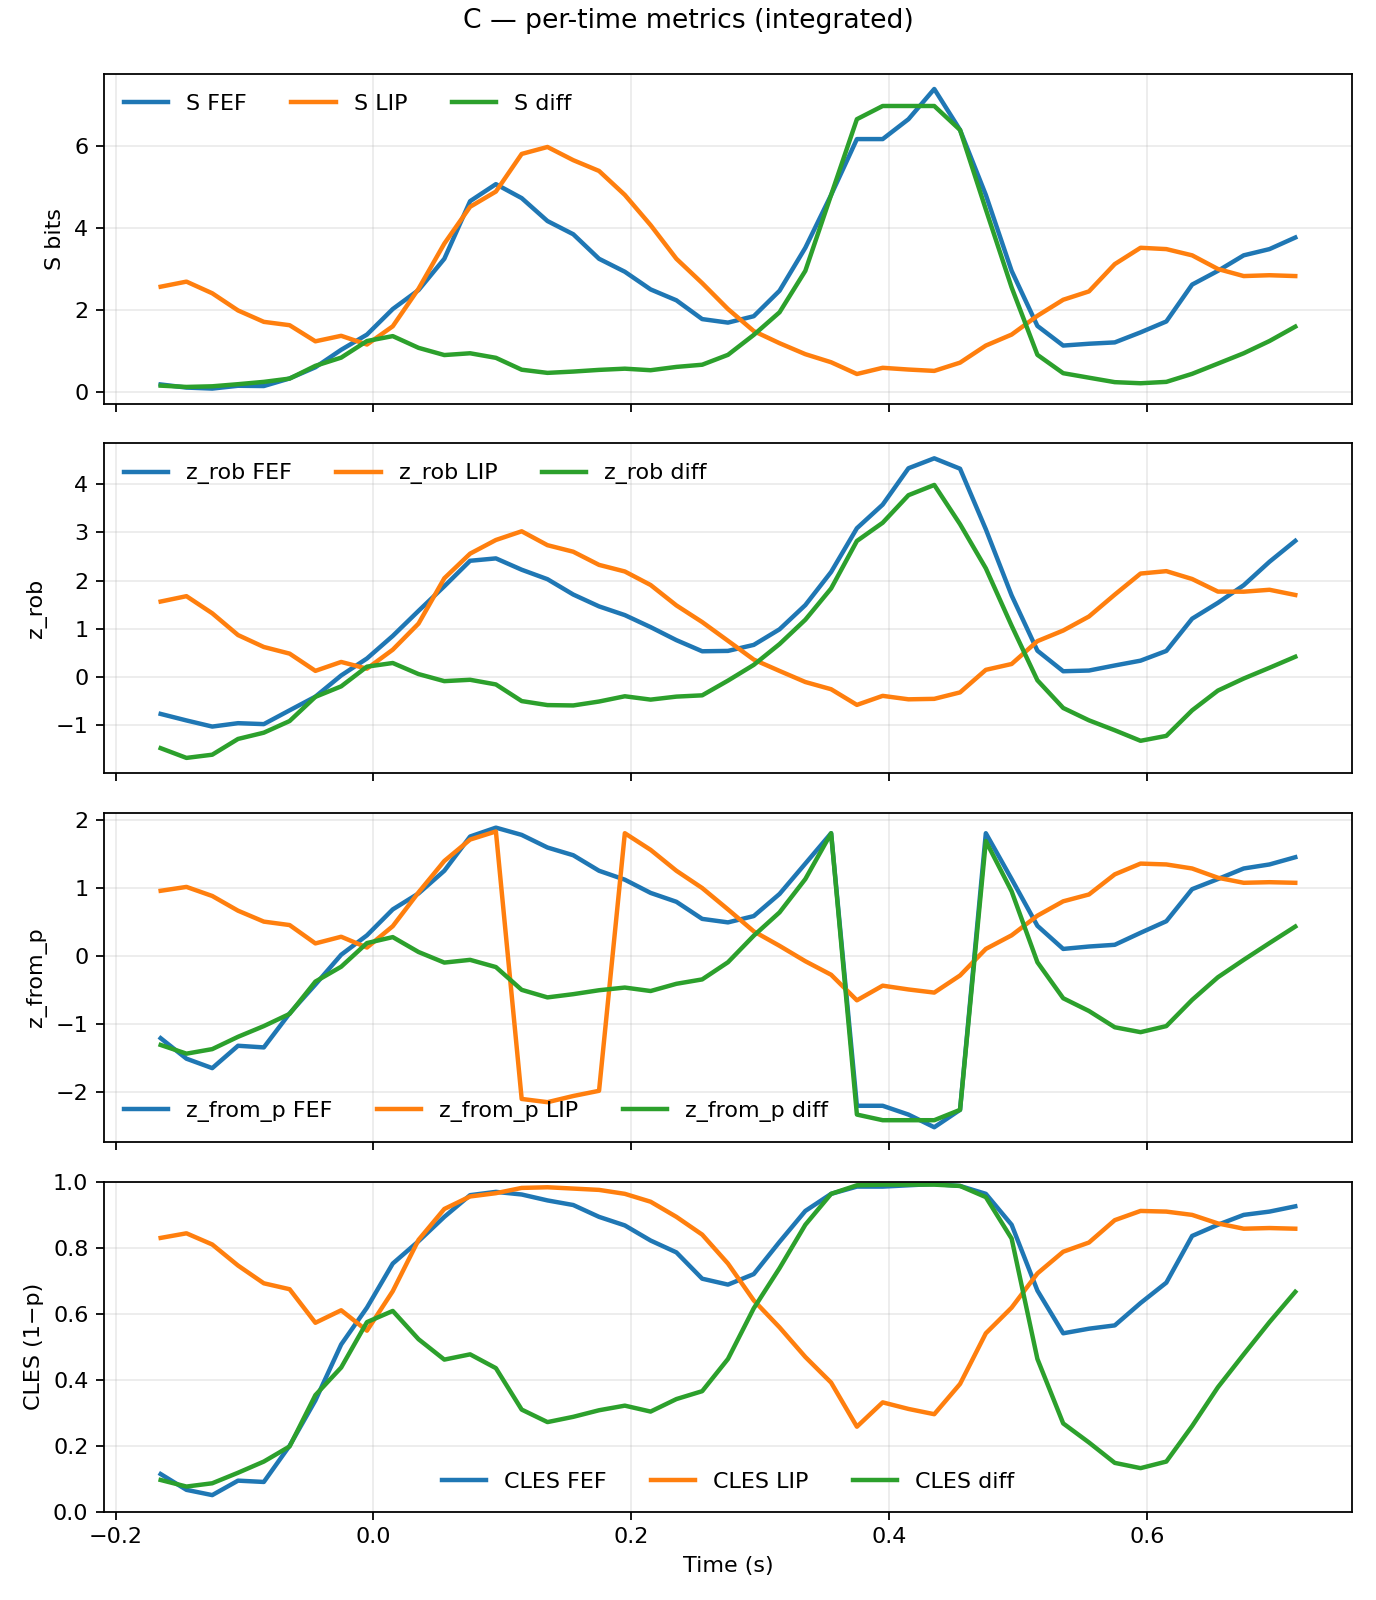 C — per-time metrics (integrated)
S FEF S LIP S diff
6
4
2
0
S bits
z_rob FEF z_rob LIP z_rob diff
4
3
2
1
0
−1
z_rob
2
1
0
−1
−2
z_from_p
z_from_p FEF z_from_p LIP z_from_p diff
1.0
0.8
0.6
0.4
0.2
0.0
CLES (1−p)
CLES FEF CLES LIP CLES diff
−0.2 0.0 0.2 0.4 0.6
Time (s)